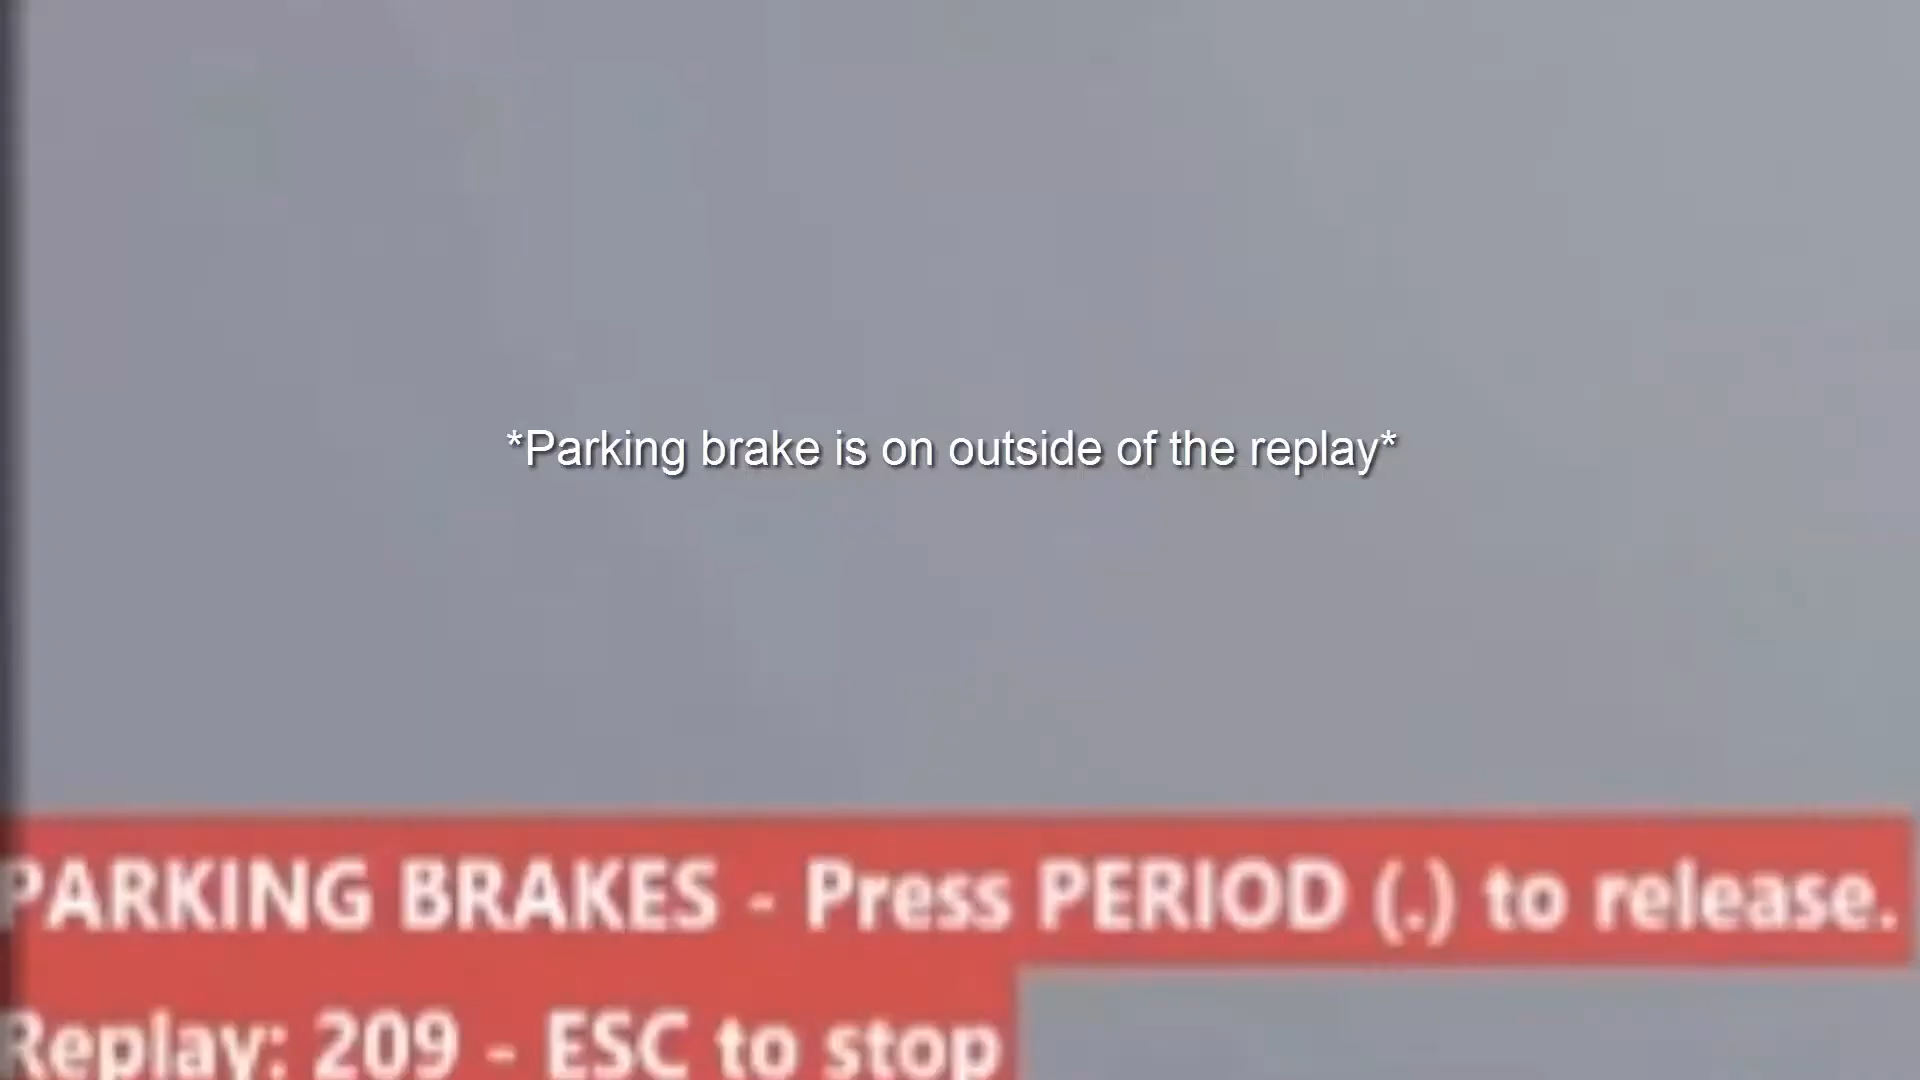 *Parking brake is on outside of the replay*
PARKING BRAKES - Press PERIOD (.) to release.
Replay: 209 - ESC to stop